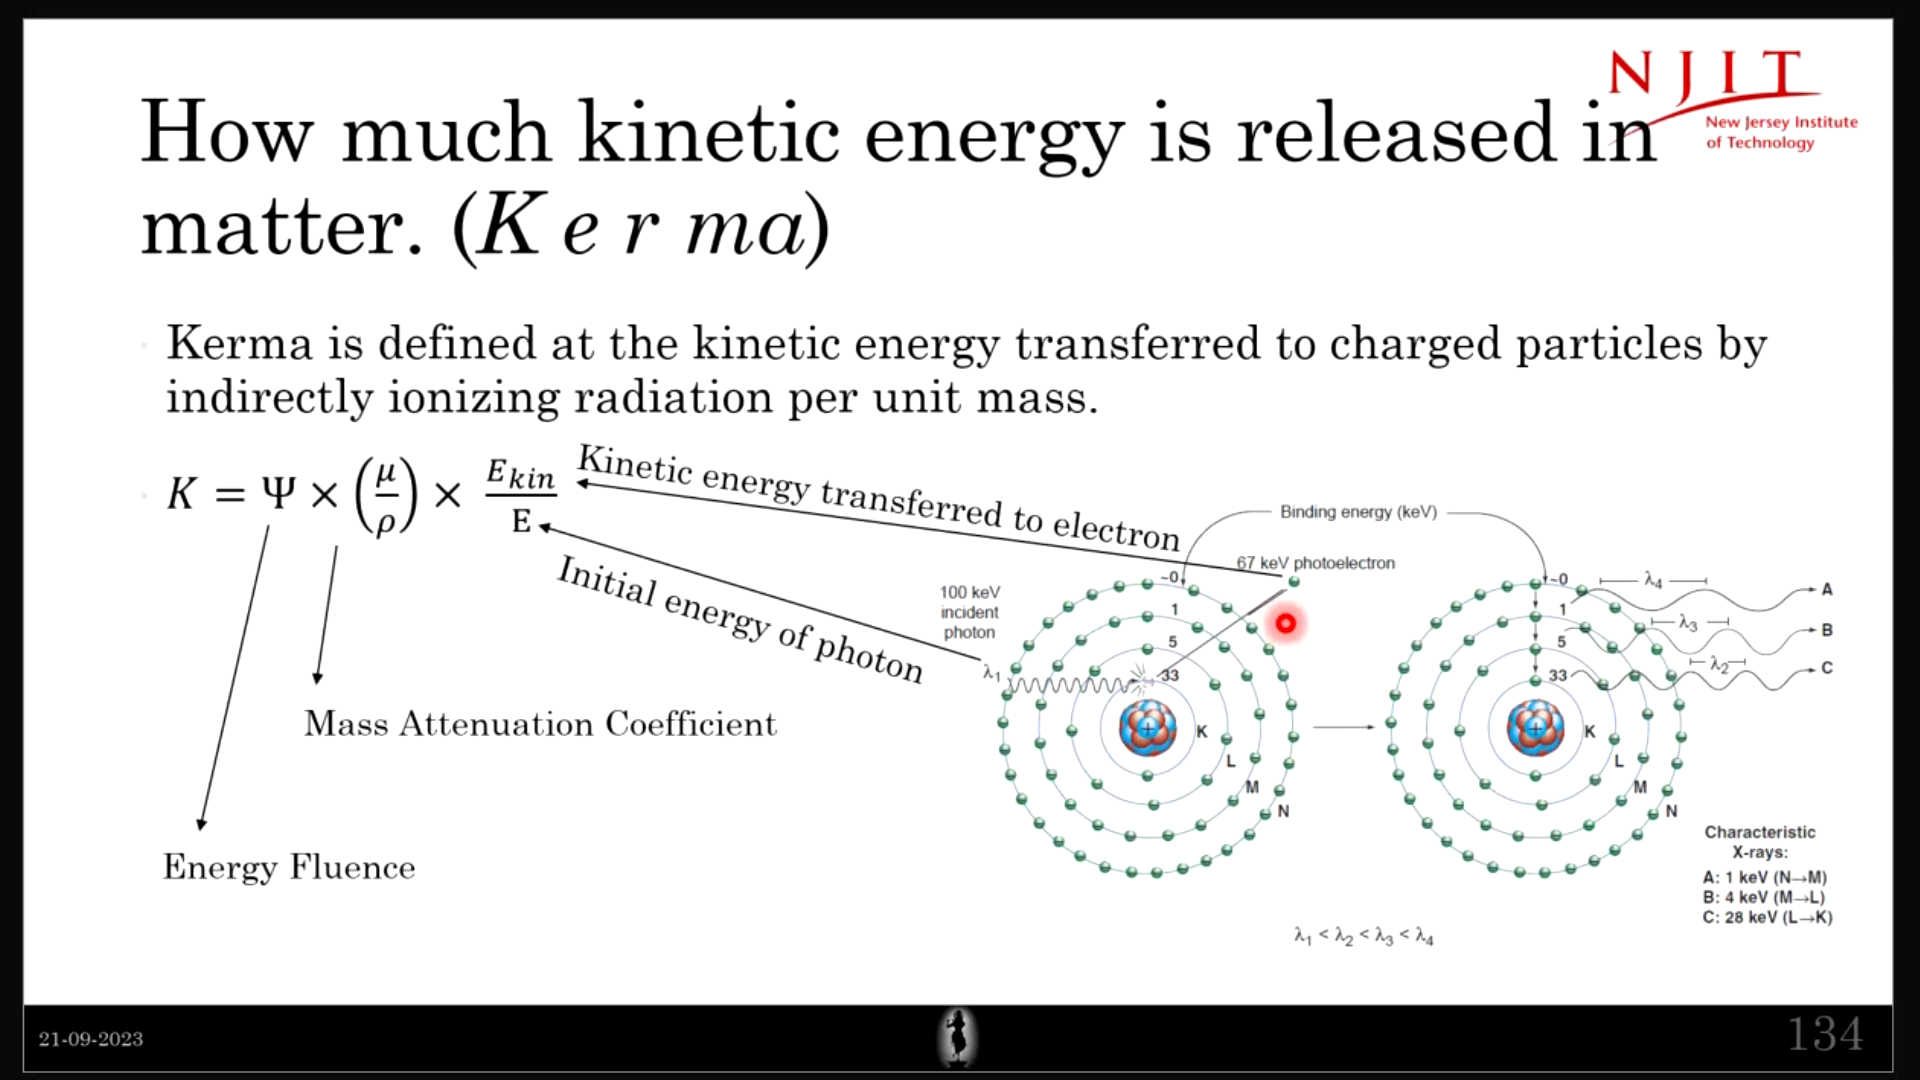 NJIT
New Jersey Institute
of Technology
How much kinetic energy is released in
matter. (K e r ma)
Kerma is defined at the kinetic energy transferred to charged particles by
indirectly ionizing radiation per unit mass.
K = Ψ × (μ/ρ) × E_kin/E
Kinetic energy transferred to electron
Initial energy of photon
Mass Attenuation Coefficient
Energy Fluence
Binding energy (keV)
67 keV photoelectron
100 keV
incident
photon
λ1
~0
1
5
33
K
L
M
N
~0
1
5
33
K
L
M
N
λ4
λ3
λ2
A
B
C
Characteristic
X-rays:
A: 1 keV (N→M)
B: 4 keV (M→L)
C: 28 keV (L→K)
λ1 < λ2 < λ3 < λ4
21-09-2023
134